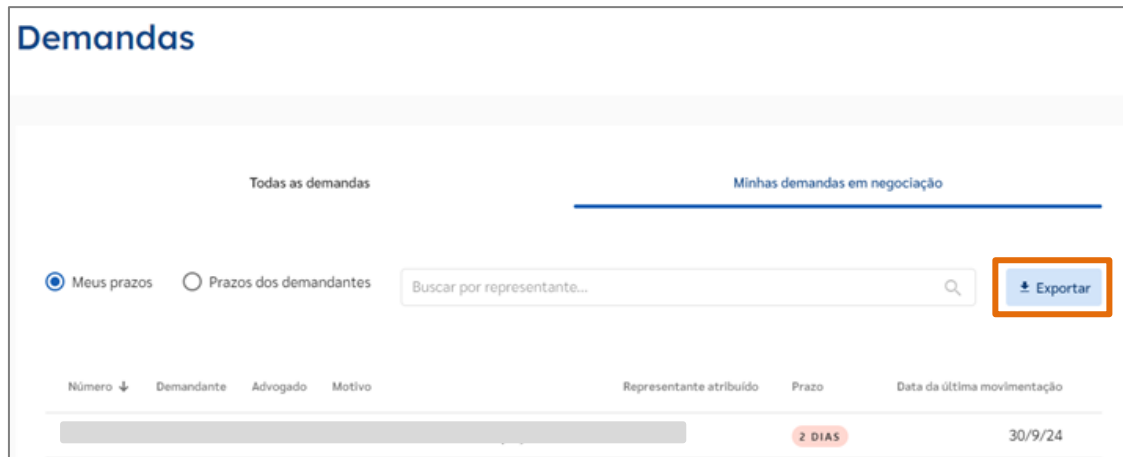 Demandas
Todas as demandas Minhas demandas em negociação
Meus prazos Prazos dos demandantes Buscar por representante... Exportar
Número Demandante Advogado Motivo Representante atribuído Prazo Data da última movimentação
2 DIAS 30/9/24